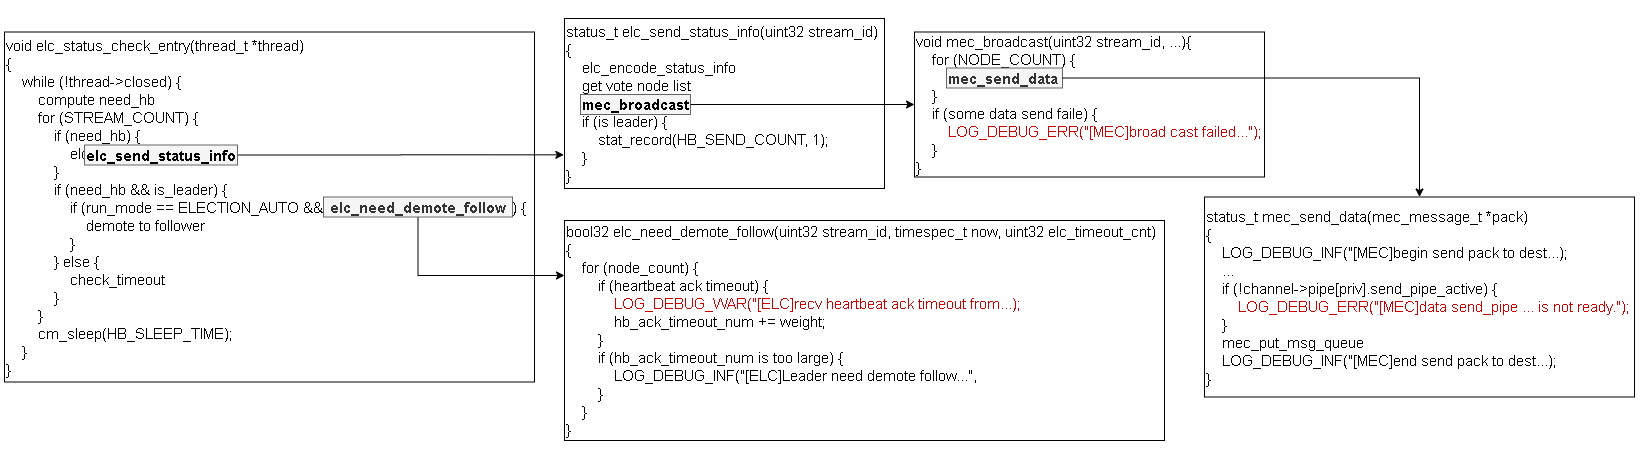 void elc_status_check_entry(thread_t *thread)
{
while (!thread->closed) {
compute need_hb
for (STREAM_COUNT) {
if (need_hb) {
elc_send_status_info
}
if (need_hb && is_leader) {
if (run_mode == ELECTION_AUTO && elc_need_demote_follow ) {
demote to follower
}
} else {
check_timeout
}
}
cm_sleep(HB_SLEEP_TIME);
}
}
status_t elc_send_status_info(uint32 stream_id)
{
elc_encode_status_info
get vote node list
mec_broadcast
if (is leader) {
stat_record(HB_SEND_COUNT, 1);
}
}
void mec_broadcast(uint32 stream_id, ...){
for (NODE_COUNT) {
mec_send_data
}
if (some data send faile) {
LOG_DEBUG_ERR("[MEC]broad cast failed...");
}
}
status_t mec_send_data(mec_message_t *pack)
{
LOG_DEBUG_INF("[MEC]begin send pack to dest...);
...
if (!channel->pipe[priv].send_pipe_active) {
LOG_DEBUG_ERR("[MEC]data send_pipe ... is not ready.");
}
mec_put_msg_queue
LOG_DEBUG_INF("[MEC]end send pack to dest...);
}
bool32 elc_need_demote_follow(uint32 stream_id, timespec_t now, uint32 elc_timeout_cnt)
{
for (node_count) {
if (heartbeat ack timeout) {
LOG_DEBUG_WAR("[ELC]recv heartbeat ack timeout from...);
hb_ack_timeout_num += weight;
}
if (hb_ack_timeout_num is too large) {
LOG_DEBUG_INF("[ELC]Leader need demote follow...",
}
}
}